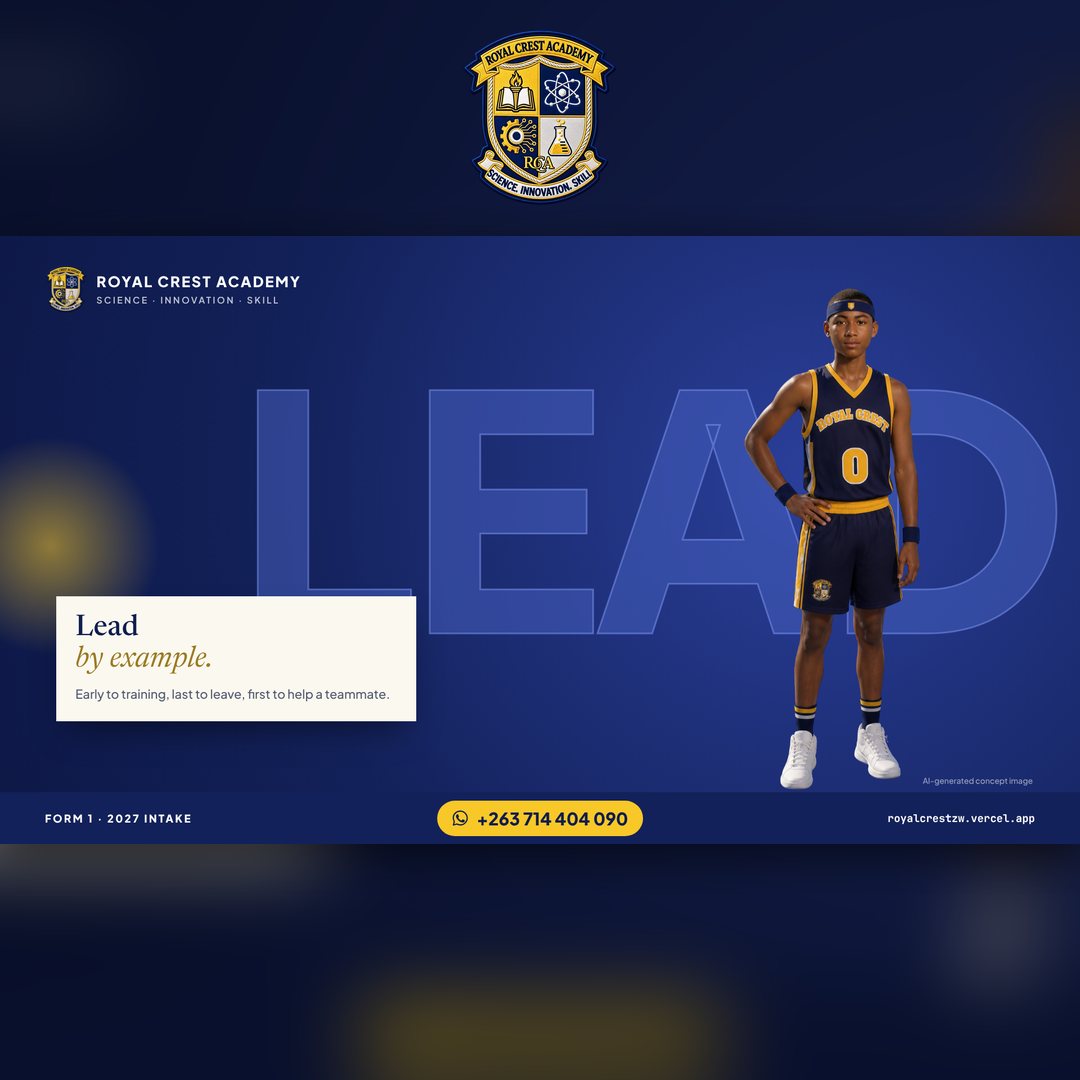 ROYAL CREST ACADEMY
RCA
SCIENCE. INNOVATION. SKILL
ROYAL CREST ACADEMY
SCIENCE · INNOVATION · SKILL
LEAD
ROYAL CREST
0
Lead
by example.
Early to training, last to leave, first to help a teammate.
AI-generated concept image
FORM 1 · 2027 INTAKE
+263 714 404 090
royalcrestzw.vercel.app